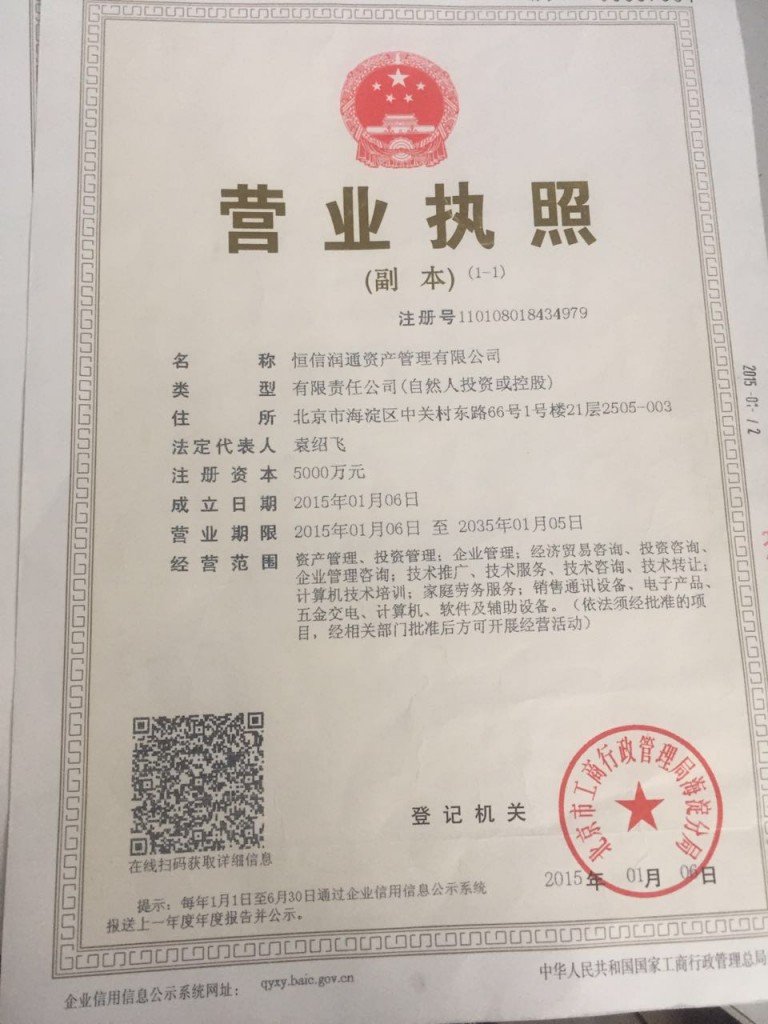 营业执照
(副 本) (1-1)
注册号110108018434979
名 称 恒信润通资产管理有限公司
类 型 有限责任公司(自然人投资或控股)
住 所 北京市海淀区中关村东路66号1号楼21层2505-003
法定代表人 袁绍飞
注册资本 5000万元
成立日期 2015年01月06日
营业期限 2015年01月06日 至 2035年01月05日
经营范围 资产管理、投资管理；企业管理；经济贸易咨询、投资咨询、
企业管理咨询；技术推广、技术服务、技术咨询、技术转让；
计算机技术培训；家庭劳务服务；销售通讯设备、电子产品、
五金交电、计算机、软件及辅助设备。（依法须经批准的项
目，经相关部门批准后方可开展经营活动）
在线扫码获取详细信息
登记机关
北京市工商行政管理局海淀分局
2015年 01月 06日
提示：每年1月1日至6月30日通过企业信用信息公示系统
报送上一年度年度报告并公示。
企业信用信息公示系统网址： qyxy.baic.gov.cn
中华人民共和国国家工商行政管理总局